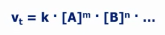 vₜ = k · [A]ᵐ · [B]ⁿ · ...